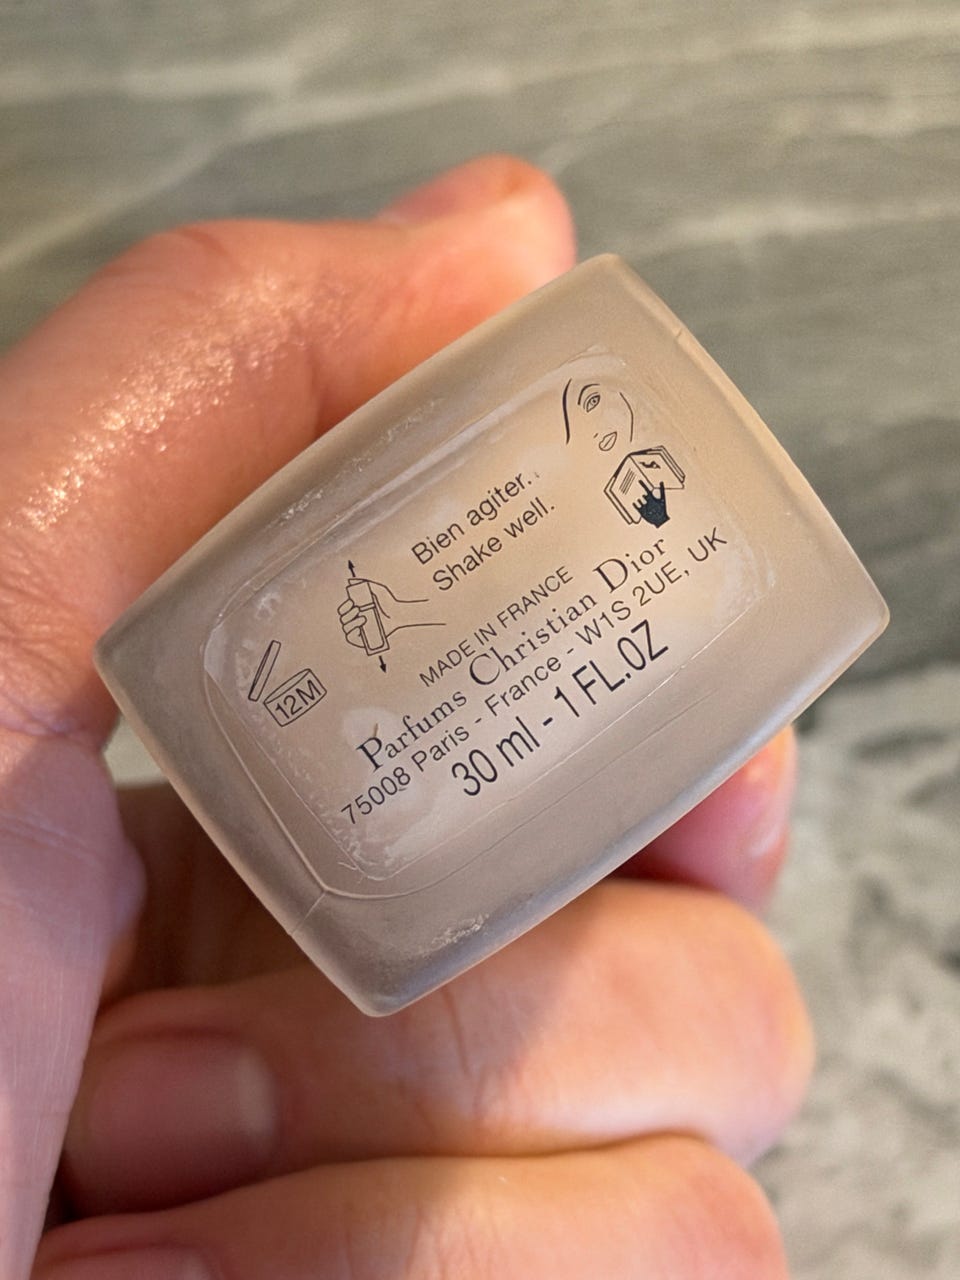 Bien agiter.
Shake well.
12M
MADE IN FRANCE
Parfums Christian Dior
75008 Paris - France - W1S 2UE, UK
30 ml - 1 FL.OZ